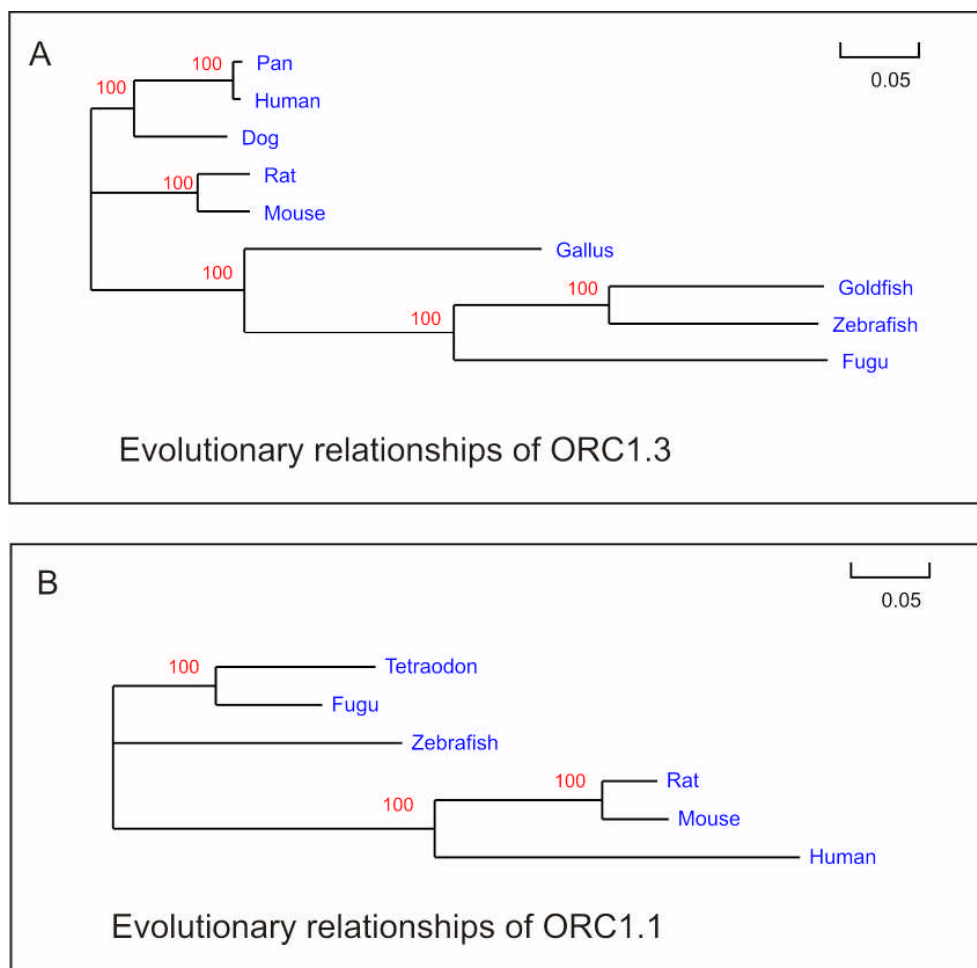 A
0.05
100
Pan
100
Human
Dog
Rat
100
Mouse
Gallus
100
Goldfish
100
Zebrafish
100
Fugu
Evolutionary relationships of ORC1.3
B
0.05
100
Tetraodon
Fugu
Zebrafish
100
Rat
100
Mouse
Human
Evolutionary relationships of ORC1.1